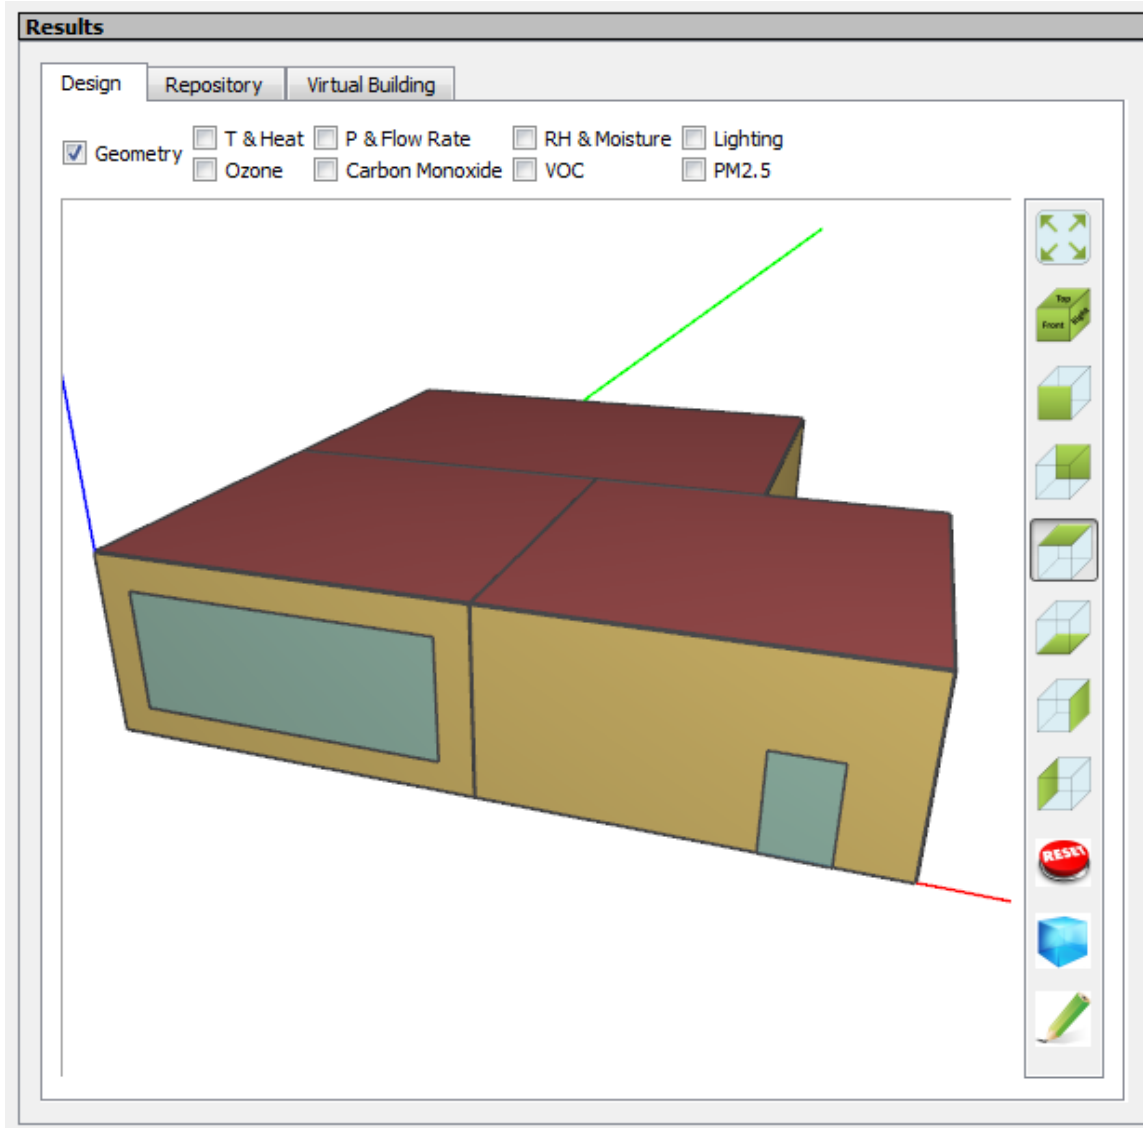 Results
Design Repository Virtual Building
Geometry T & Heat P & Flow Rate RH & Moisture Lighting
Ozone Carbon Monoxide VOC PM2.5
Top
Front Right
RESET